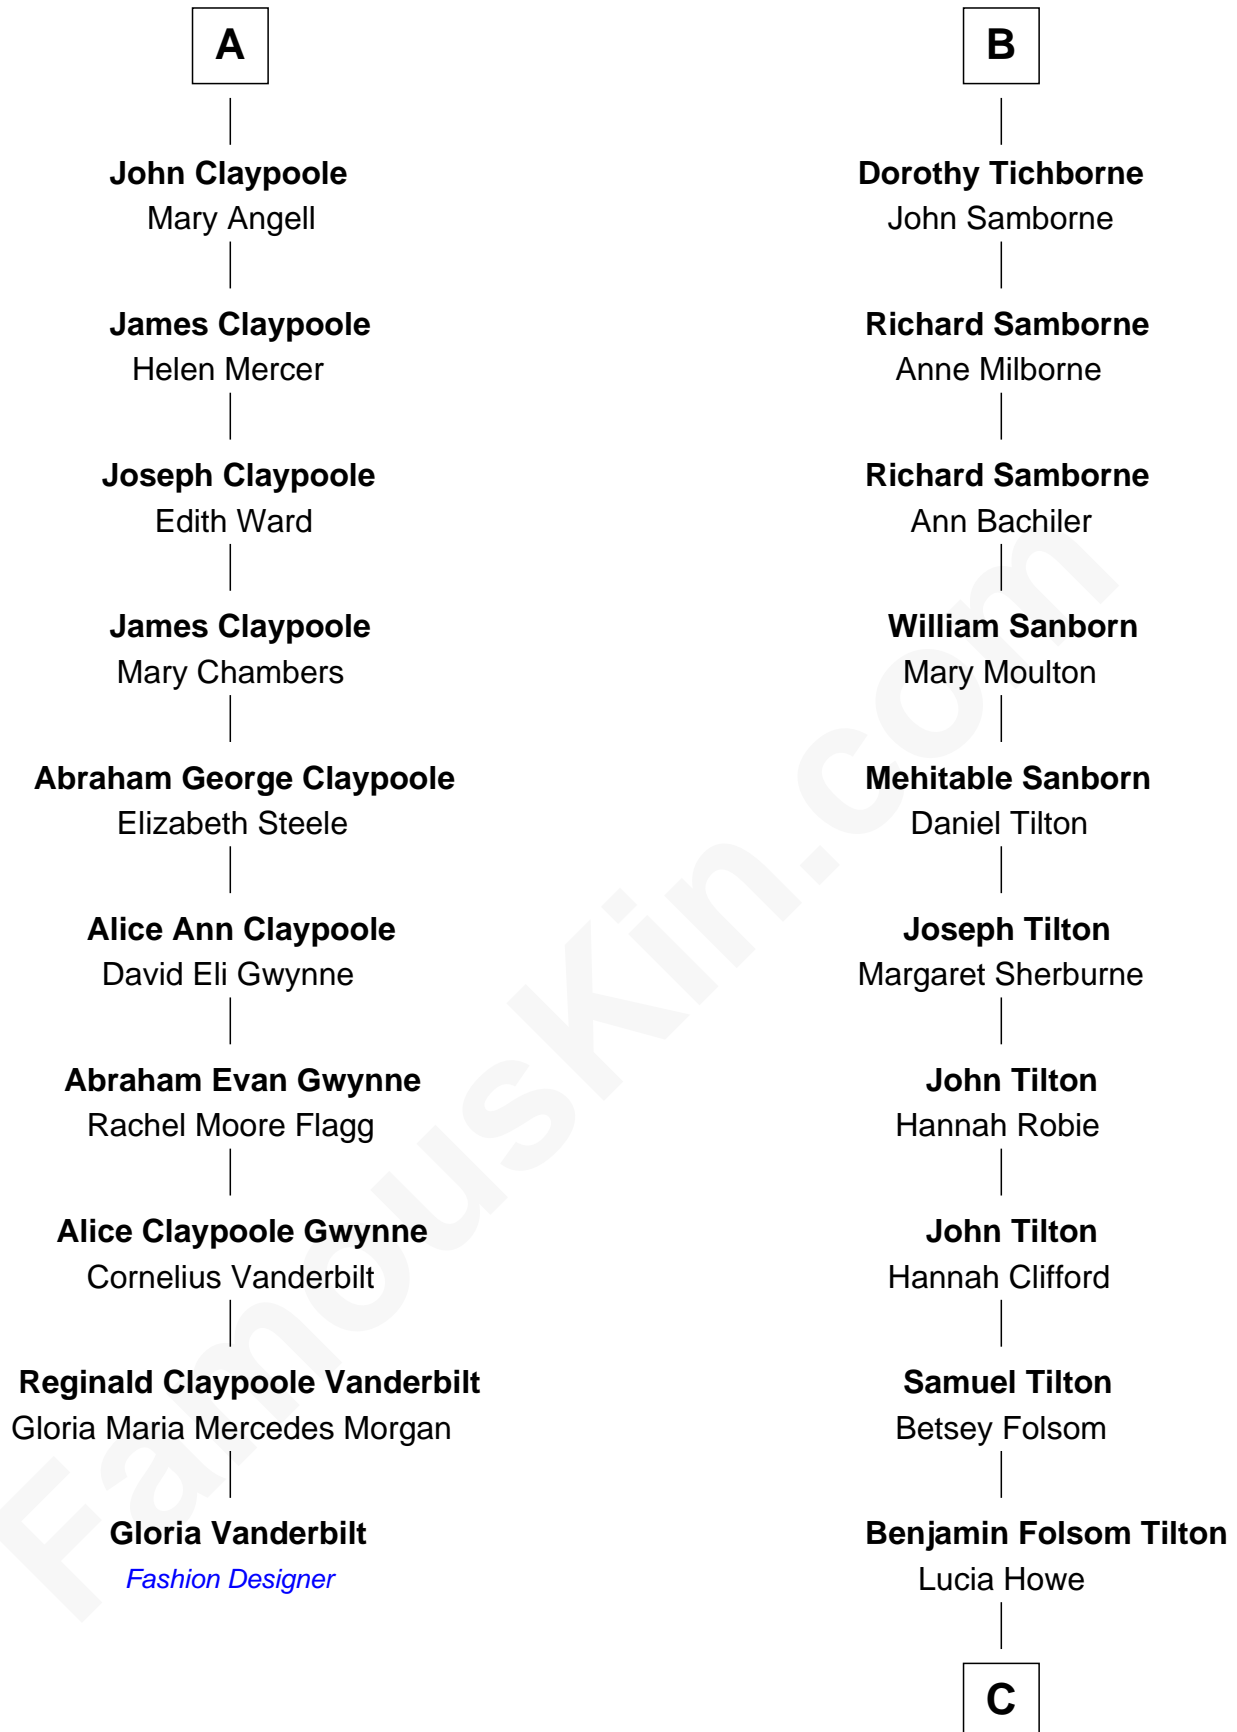 A
John Claypoole
Mary Angell
James Claypoole
Helen Mercer
Joseph Claypoole
Edith Ward
James Claypoole
Mary Chambers
Abraham George Claypoole
Elizabeth Steele
Alice Ann Claypoole
David Eli Gwynne
Abraham Evan Gwynne
Rachel Moore Flagg
Alice Claypoole Gwynne
Cornelius Vanderbilt
Reginald Claypoole Vanderbilt
Gloria Maria Mercedes Morgan
Gloria Vanderbilt
Fashion Designer
B
Dorothy Tichborne
John Samborne
Richard Samborne
Anne Milborne
Richard Samborne
Ann Bachiler
William Sanborn
Mary Moulton
Mehitable Sanborn
Daniel Tilton
Joseph Tilton
Margaret Sherburne
John Tilton
Hannah Robie
John Tilton
Hannah Clifford
Samuel Tilton
Betsey Folsom
Benjamin Folsom Tilton
Lucia Howe
C
FamousKin.com